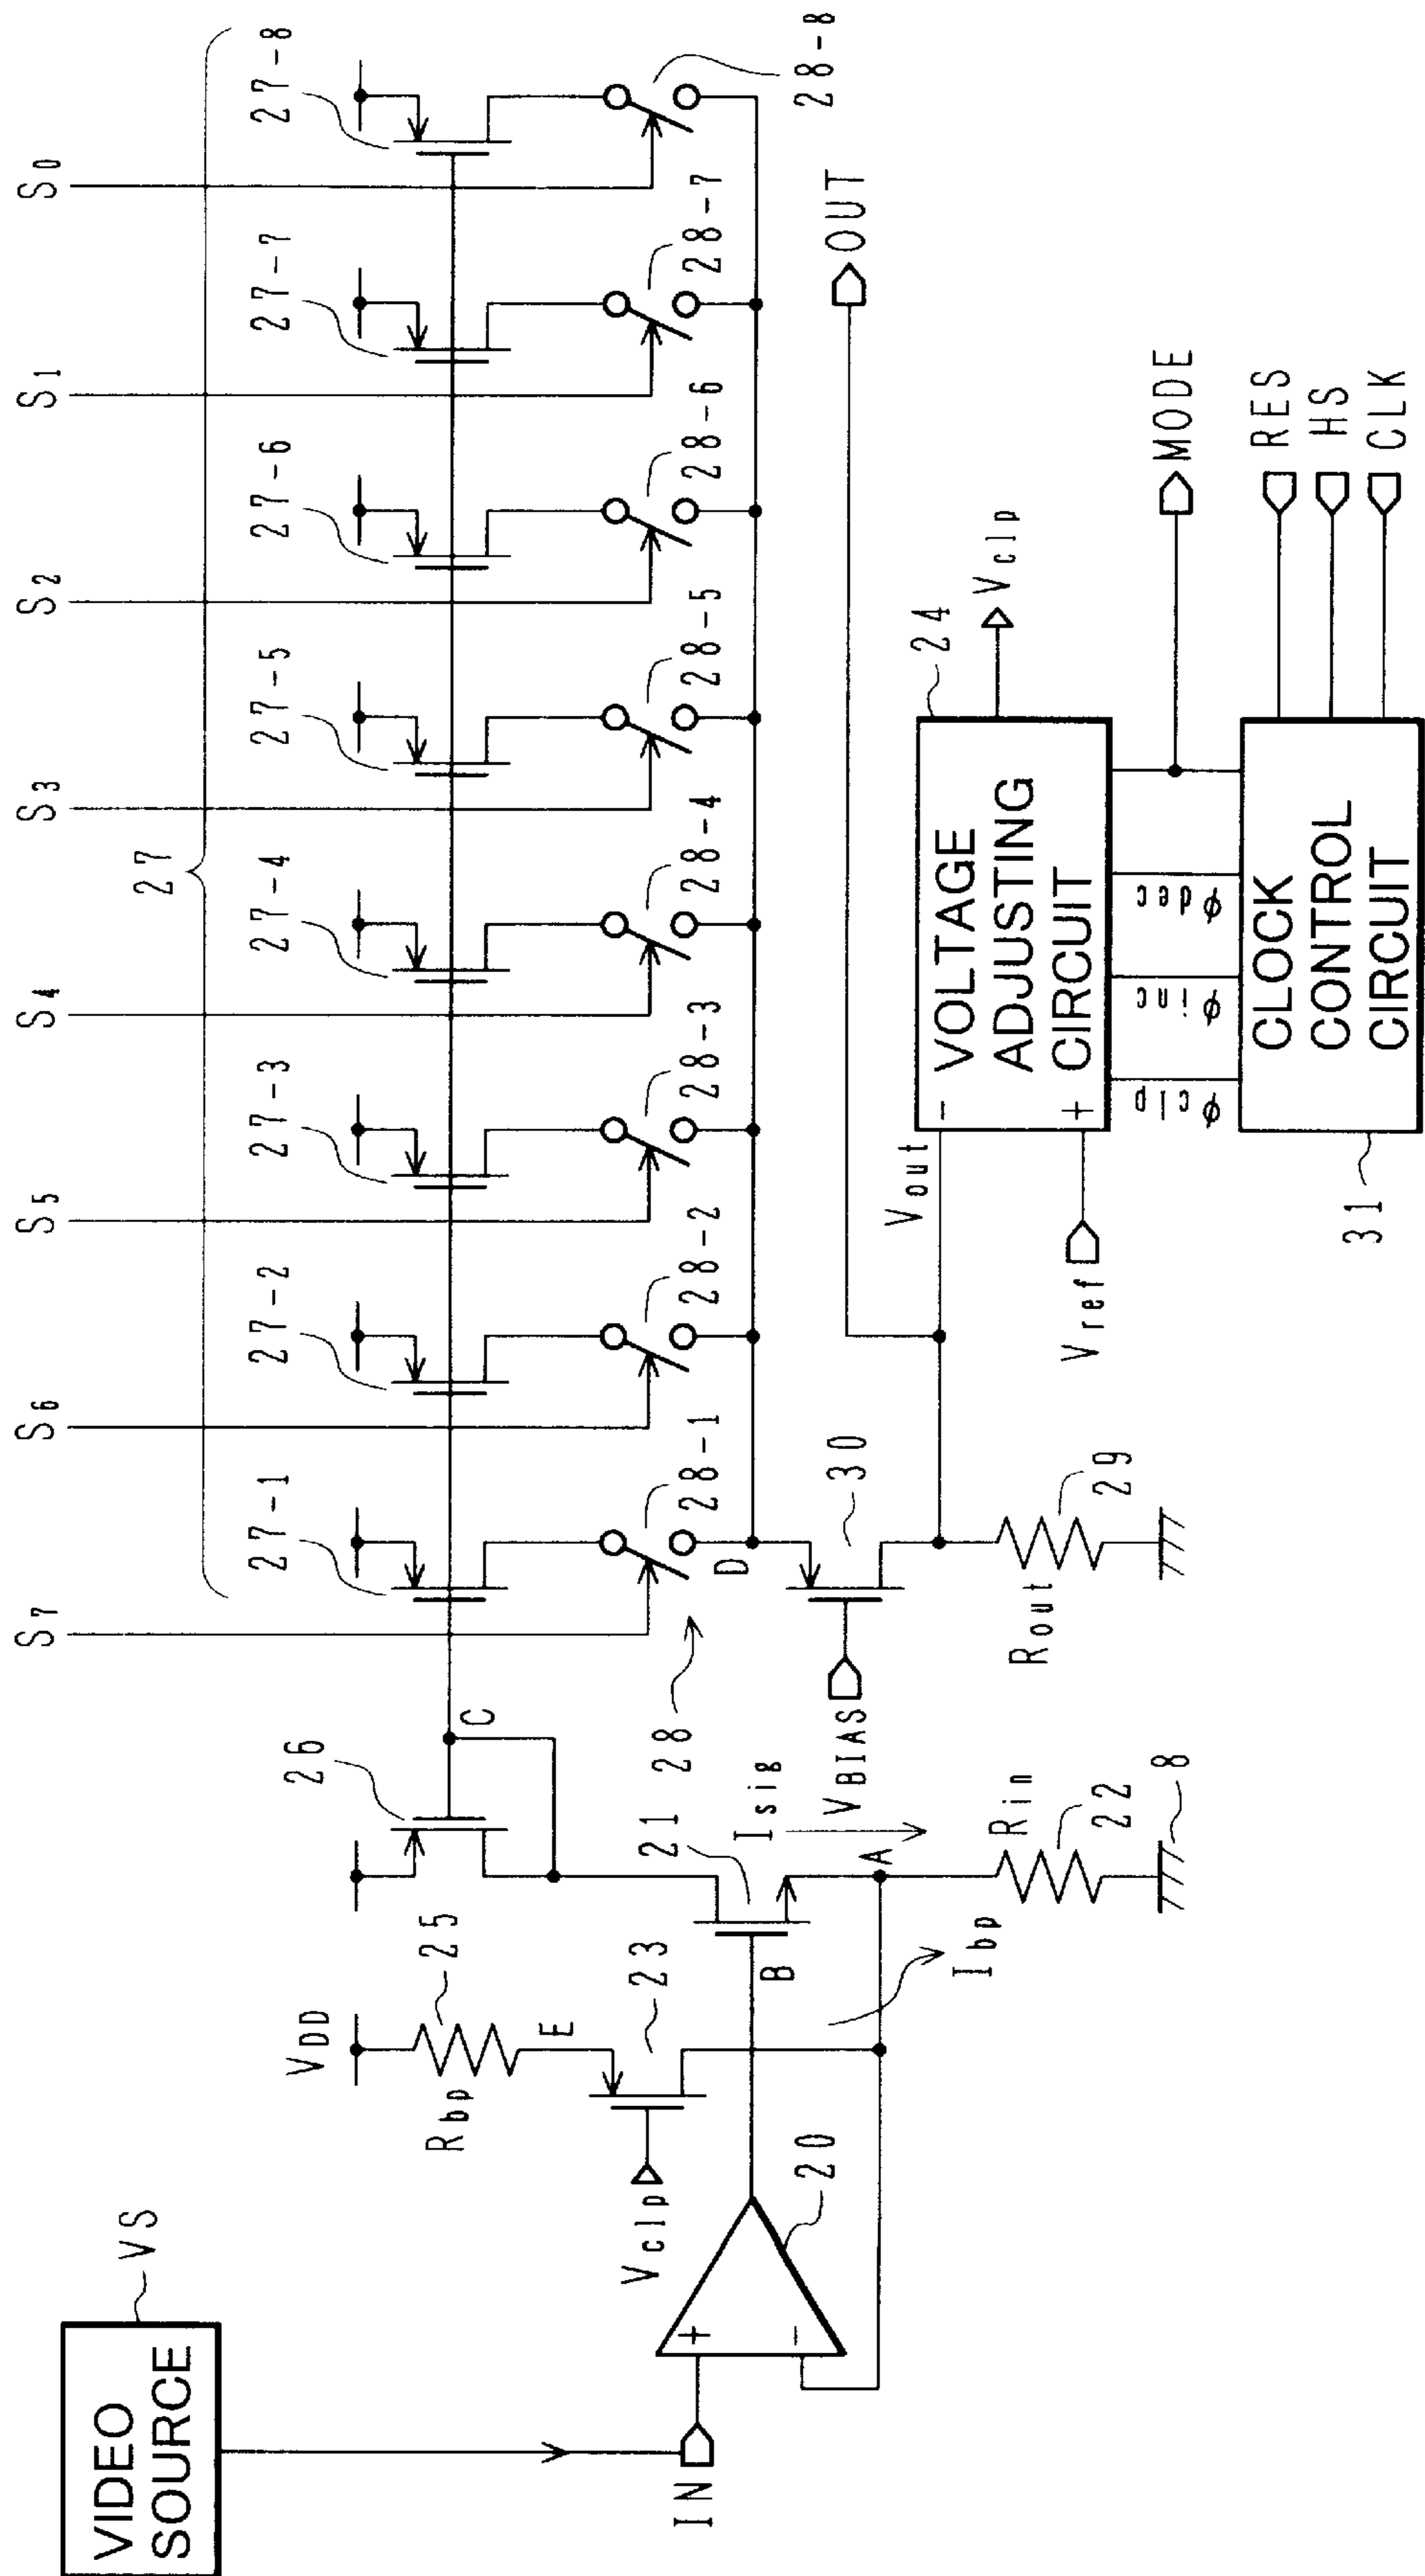 VIDEO
SOURCE
VS
IN
20
Vclp
23
E
Rbp
25
VDD
Ibp
B
21
Isig
A
Rin
22
8
26
C
27
S7
S6
S5
S4
S3
S2
S1
S0
27-1
27-2
27-3
27-4
27-5
27-6
27-7
27-8
28
28-1
28-2
28-3
28-4
28-5
28-6
28-7
28-8
D
VBIAS
30
Rout
29
OUT
Vout
Vref
- VOLTAGE
ADJUSTING
+ CIRCUIT
24
Vclp
MODE
φclp
φinc
φdec
CLOCK
CONTROL
CIRCUIT
31
RES
HS
CLK
+
-